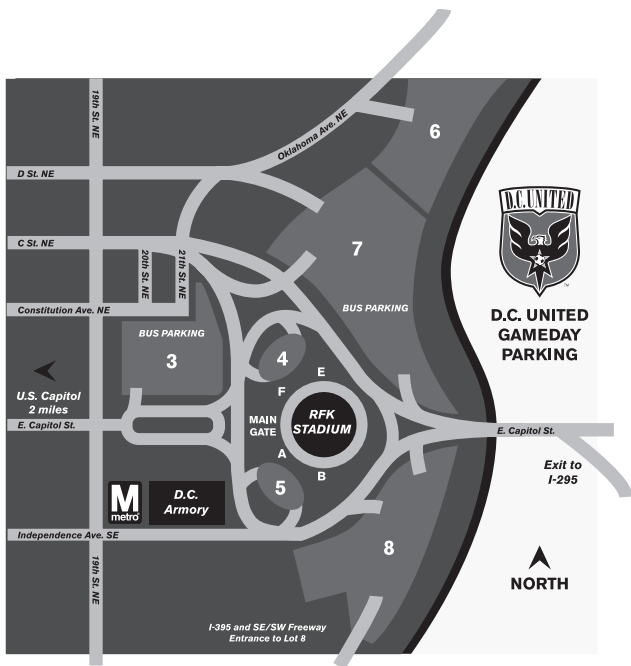 19th St. NE
Oklahoma Ave. NE
6
D St. NE
D.C. UNITED
™
C St. NE
20th St. NE
21th St. NE
7
BUS PARKING
Constitution Ave. NE
D.C. UNITED
GAMEDAY
PARKING
BUS PARKING
3
4
U.S. Capitol
2 miles
E
F
E. Capitol St.
MAIN
GATE
RFK
STADIUM
E. Capitol St.
A
B
Exit to
I-295
M
metro
D.C.
Armory
5
Independence Ave. SE
8
19th St. NE
NORTH
I-395 and SE/SW Freeway
Entrance to Lot 8